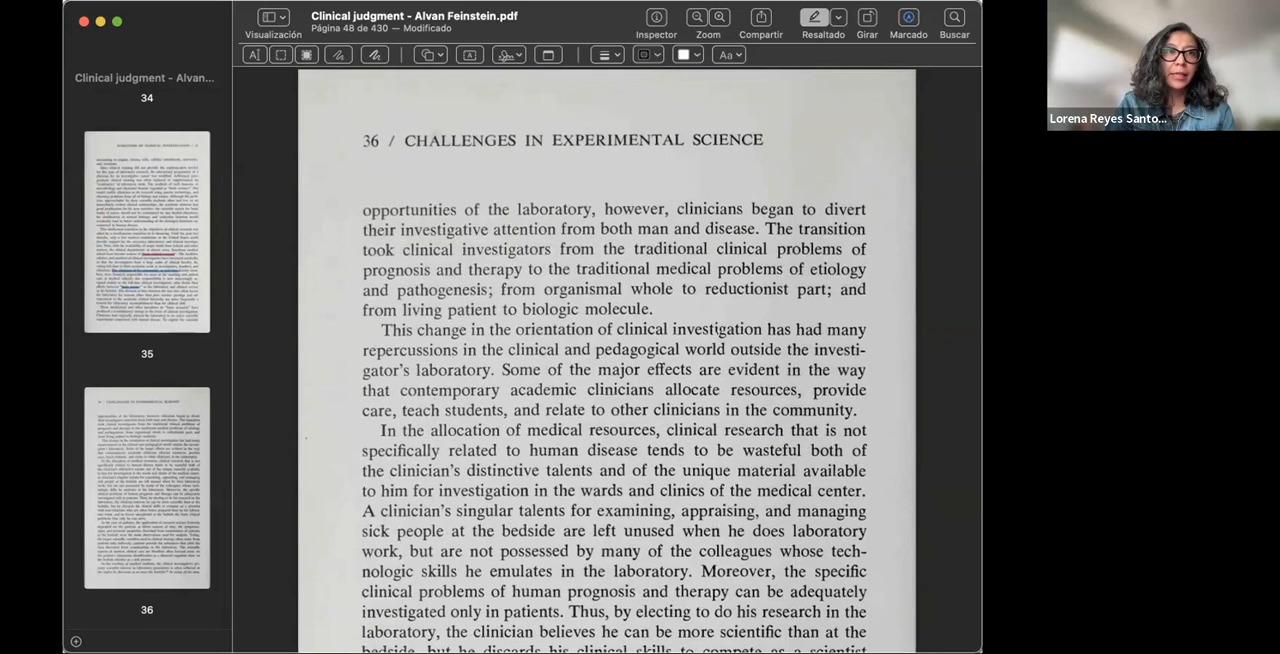 Clinical judgment - Alvan Feinstein.pdf
Página 48 de 430 — Modificado
Visualización
Inspector
Zoom
Compartir
Resaltado
Girar
Marcado
Buscar
Aa
Clinical judgment - Alvan...
34
35
36
36 / CHALLENGES IN EXPERIMENTAL SCIENCE
opportunities of the laboratory, however, clinicians began to divert
their investigative attention from both man and disease. The transition
took clinical investigators from the traditional clinical problems of
prognosis and therapy to the traditional medical problems of etiology
and pathogenesis; from organismal whole to reductionist part; and
from living patient to biologic molecule.
This change in the orientation of clinical investigation has had many
repercussions in the clinical and pedagogical world outside the investi-
gator's laboratory. Some of the major effects are evident in the way
that contemporary academic clinicians allocate resources, provide
care, teach students, and relate to other clinicians in the community.
In the allocation of medical resources, clinical research that is not
specifically related to human disease tends to be wasteful both of
the clinician's distinctive talents and of the unique material available
to him for investigation in the wards and clinics of the medical center.
A clinician's singular talents for examining, appraising, and managing
sick people at the bedside are left unused when he does laboratory
work, but are not possessed by many of the colleagues whose tech-
nologic skills he emulates in the laboratory. Moreover, the specific
clinical problems of human prognosis and therapy can be adequately
investigated only in patients. Thus, by electing to do his research in the
laboratory, the clinician believes he can be more scientific than at the
bedside, but he discards his clinical skills to compete as a scientist
Lorena Reyes Santo...